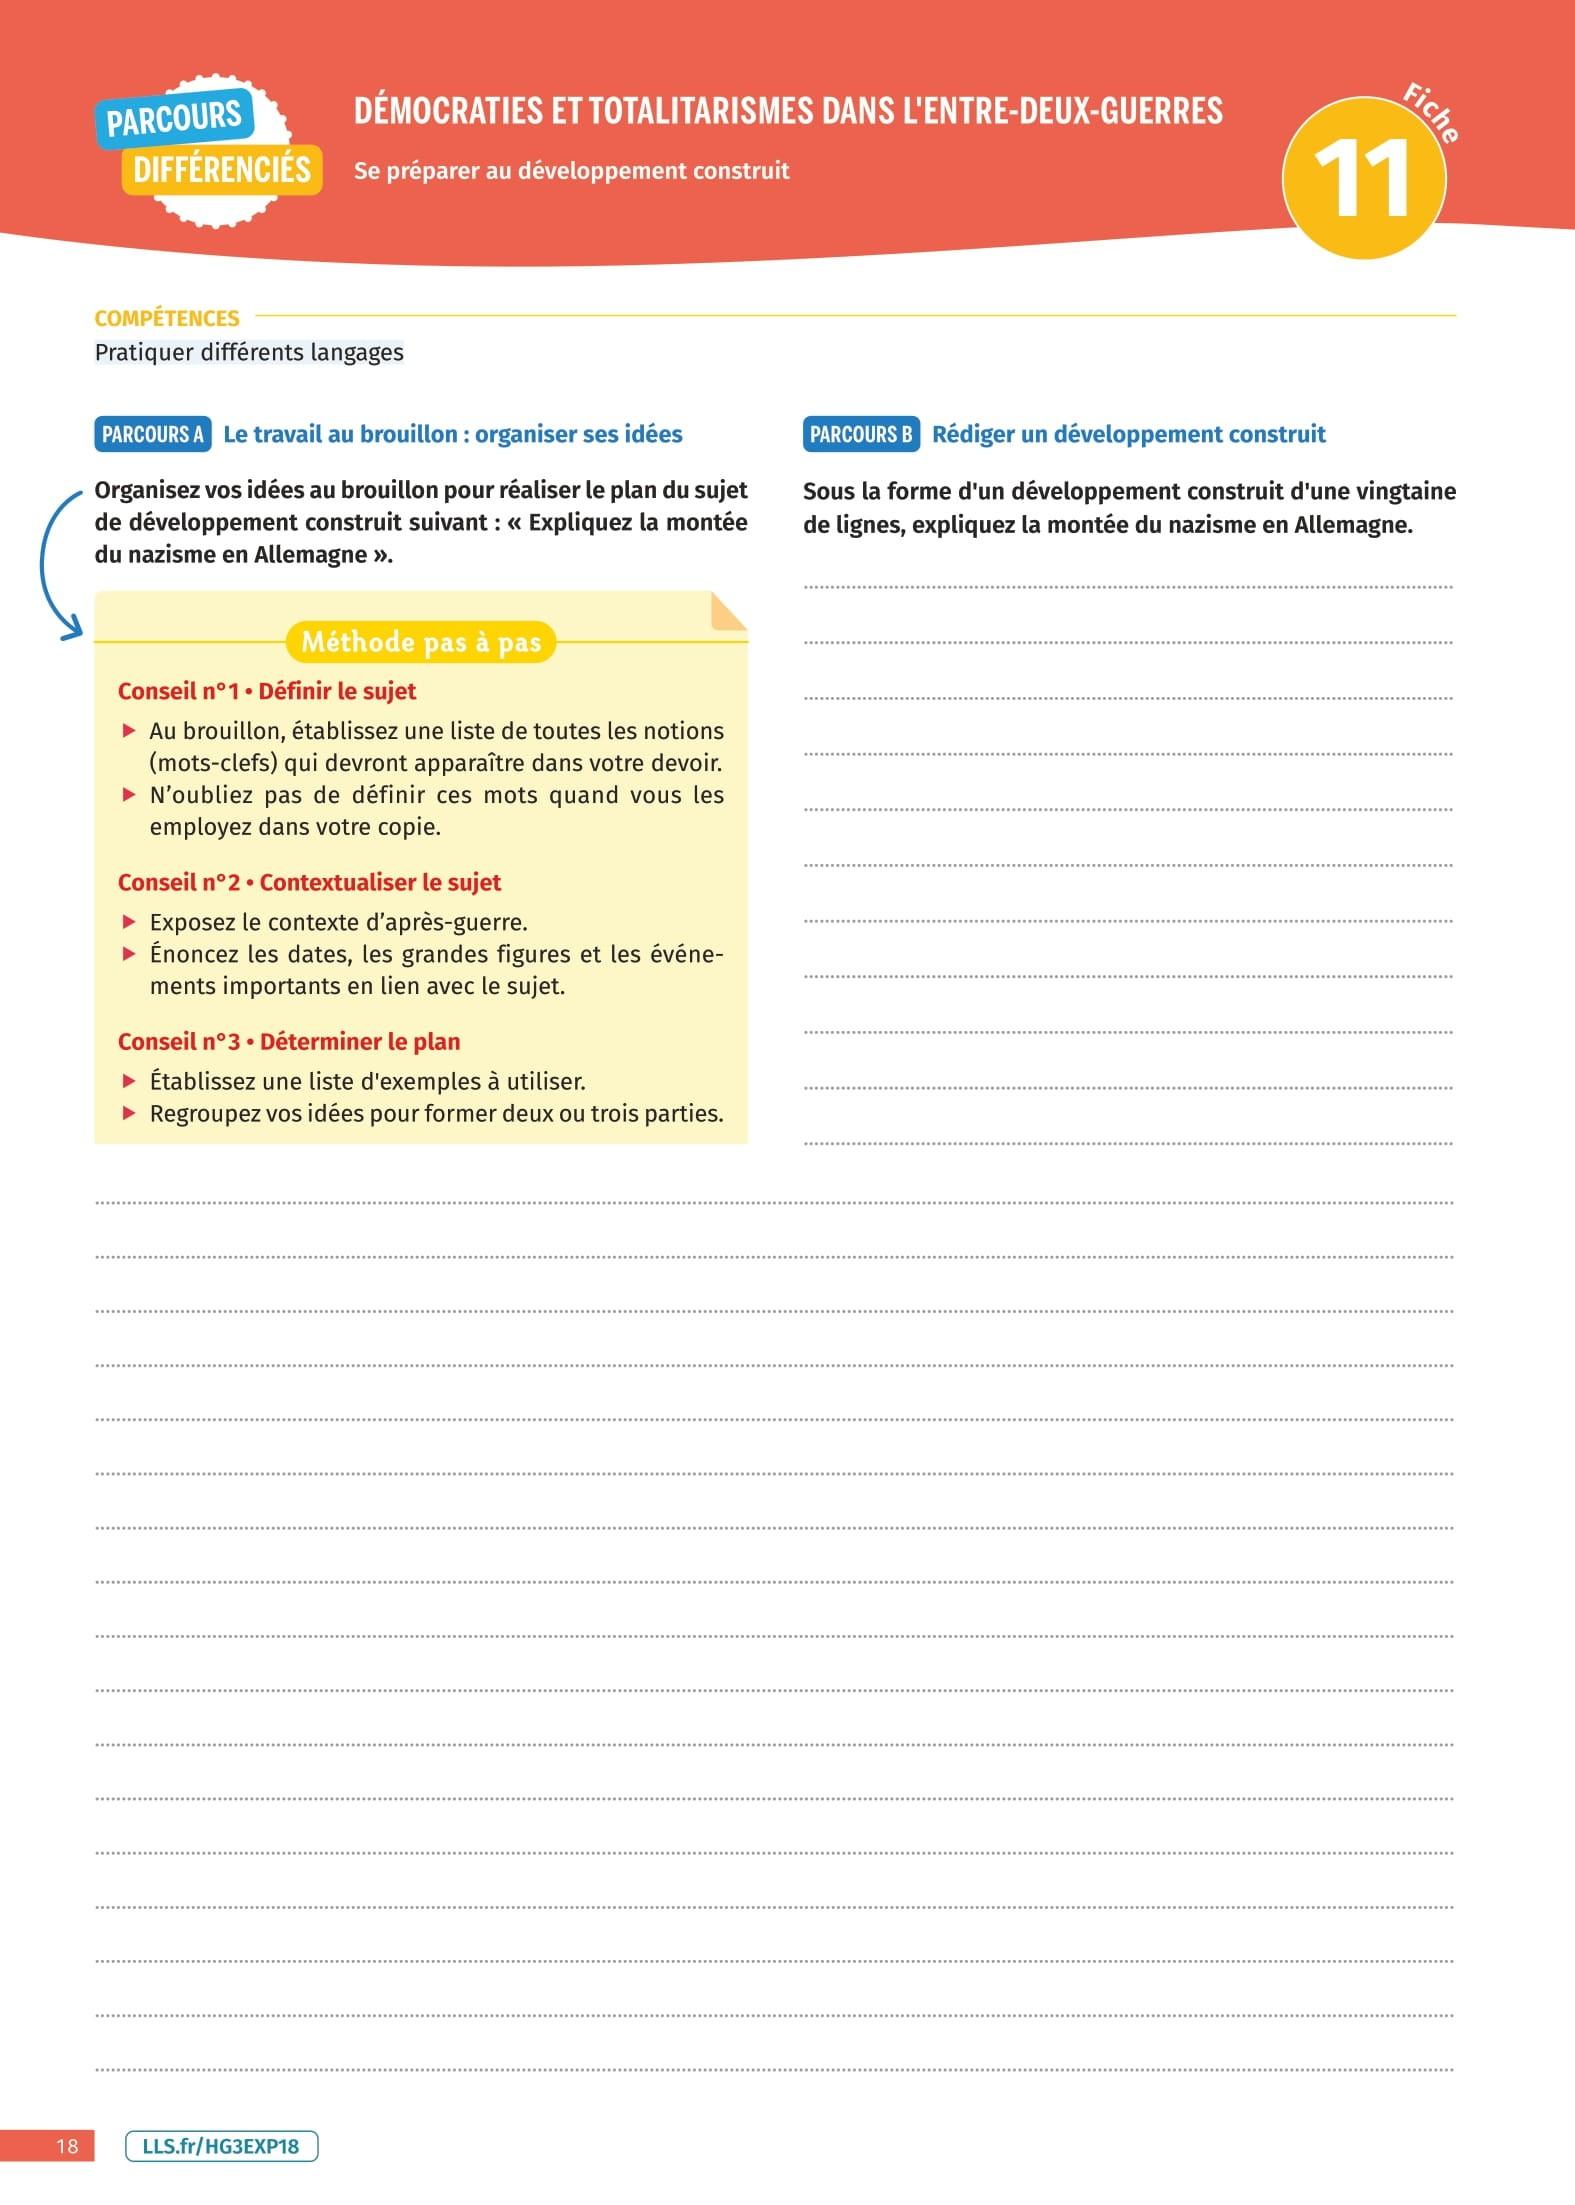 PARCOURS
DIFFÉRENCIÉS
DÉMOCRATIES ET TOTALITARISMES DANS L'ENTRE-DEUX-GUERRES
Se préparer au développement construit
Fiche
11
COMPÉTENCES
Pratiquer différents langages
PARCOURS A Le travail au brouillon : organiser ses idées
Organisez vos idées au brouillon pour réaliser le plan du sujet
de développement construit suivant : « Expliquez la montée
du nazisme en Allemagne ».
Méthode pas à pas
Conseil n°1 • Définir le sujet
▶ Au brouillon, établissez une liste de toutes les notions
(mots-clefs) qui devront apparaître dans votre devoir.
▶ N’oubliez pas de définir ces mots quand vous les
employez dans votre copie.
Conseil n°2 • Contextualiser le sujet
▶ Exposez le contexte d’après-guerre.
▶ Énoncez les dates, les grandes figures et les événe-
ments importants en lien avec le sujet.
Conseil n°3 • Déterminer le plan
▶ Établissez une liste d'exemples à utiliser.
▶ Regroupez vos idées pour former deux ou trois parties.
PARCOURS B Rédiger un développement construit
Sous la forme d'un développement construit d'une vingtaine
de lignes, expliquez la montée du nazisme en Allemagne.
18
LLS.fr/HG3EXP18